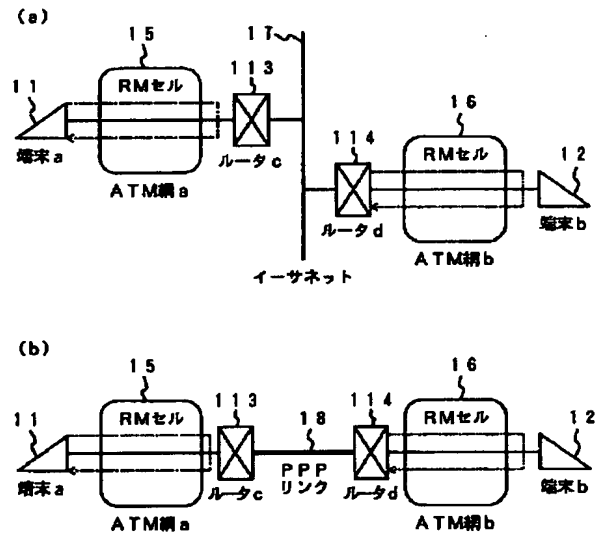 (a)
15
17
113
11
RMセル
16
114
RMセル
12
端末a
ルータc
ATM網a
ルータd
端末b
ATM網b
イーサネット
(b)
15
16
11
RMセル
113
18
114
RMセル
12
PPP
リンク
端末a
ルータc
ルータd
端末b
ATM網a
ATM網b